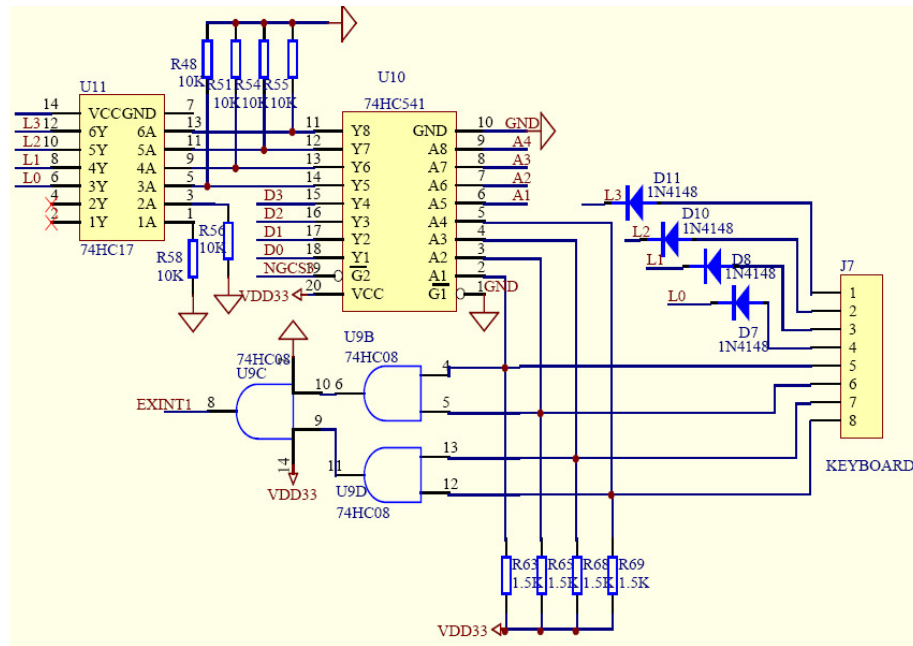 R48
10K
R51
10K
R54
10K
R55
10K
U11
14
VCC
GND
7
L3
12
6Y
6A
13
L2
10
5Y
5A
11
L1
8
4Y
4A
9
L0
6
3Y
3A
5
4
2Y
2A
3
2
1Y
1A
1
74HC17
R58
10K
R56
10K
U10
74HC541
11
Y8
GND
10
GND
12
Y7
A8
9
A4
13
Y6
A7
8
A3
14
Y5
A6
7
A2
D3
15
Y4
A5
6
A1
D2
16
Y3
A4
5
D1
17
Y2
A3
4
D0
18
Y1
A2
3
19
G2
A1
2
VDD33
20
VCC
G1
1
GND
L3
D11
1N4148
L2
D10
1N4148
L1
D8
1N4148
L0
D7
1N4148
J7
1
2
3
4
5
6
7
8
KEYBOARD
U9B
74HC08
4
5
6
74HC08
U9C
10
9
8
EXINT1
14
VDD33
13
12
11
U9D
74HC08
R63
1.5K
R65
1.5K
R68
1.5K
R69
1.5K
VDD33